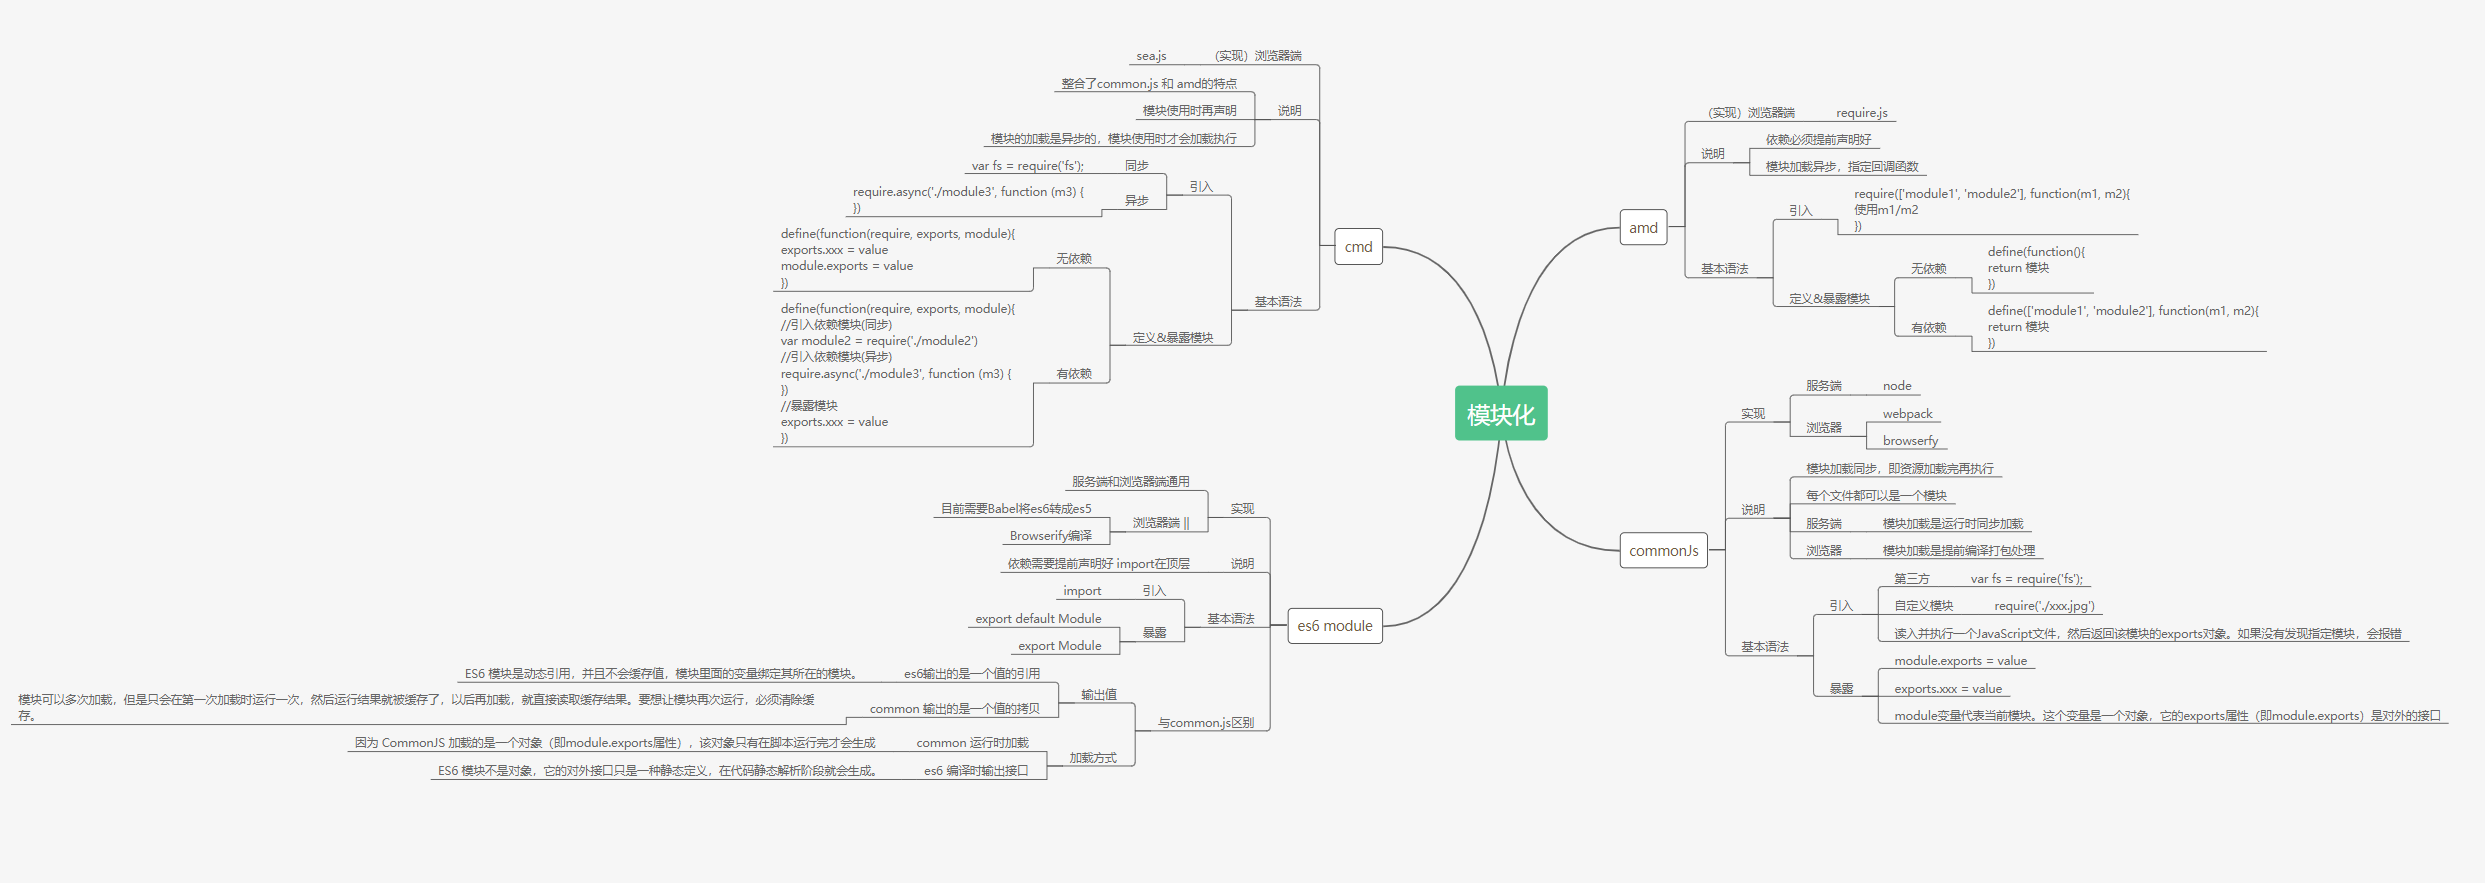 模块化
amd
（实现）浏览器端
require.js
说明
依赖必须提前声明好
模块加载异步，指定回调函数
基本语法
引入
require(['module1', 'module2'], function(m1, m2){
使用m1/m2
})
定义&暴露模块
无依赖
define(function(){
return 模块
})
有依赖
define(['module1', 'module2'], function(m1, m2){
return 模块
})
commonJs
实现
服务端
node
浏览器
webpack
browserfy
说明
模块加载同步，即资源加载完再执行
每个文件都可以是一个模块
服务端
模块加载是运行时同步加载
浏览器
模块加载是提前编译打包处理
基本语法
引入
第三方
var fs = require('fs');
自定义模块
require('./xxx.jpg')
读入并执行一个JavaScript文件，然后返回该模块的exports对象。如果没有发现指定模块，会报错
暴露
module.exports = value
exports.xxx = value
module变量代表当前模块。这个变量是一个对象，它的exports属性（即module.exports）是对外的接口
cmd
（实现）浏览器端
sea.js
说明
整合了common.js 和 amd的特点
模块使用时再声明
模块的加载是异步的，模块使用时才会加载执行
基本语法
引入
同步
var fs = require('fs');
异步
require.async('./module3', function (m3) {
})
定义&暴露模块
无依赖
define(function(require, exports, module){
exports.xxx = value
module.exports = value
})
有依赖
define(function(require, exports, module){
//引入依赖模块(同步)
var module2 = require('./module2')
//引入依赖模块(异步)
require.async('./module3', function (m3) {
})
//暴露模块
exports.xxx = value
})
es6 module
实现
服务端和浏览器端通用
浏览器端 ||
目前需要Babel将es6转成es5
Browserify编译
说明
依赖需要提前声明好 import在顶层
基本语法
引入
import
暴露
export default Module
export Module
与common.js区别
输出值
es6输出的是一个值的引用
ES6 模块是动态引用，并且不会缓存值，模块里面的变量绑定其所在的模块。
common 输出的是一个值的拷贝
模块可以多次加载，但是只会在第一次加载时运行一次，然后运行结果就被缓存了，以后再加载，就直接读取缓存结果。要想让模块再次运行，必须清除缓
存。
加载方式
common 运行时加载
因为 CommonJS 加载的是一个对象（即module.exports属性），该对象只有在脚本运行完才会生成
es6 编译时输出接口
ES6 模块不是对象，它的对外接口只是一种静态定义，在代码静态解析阶段就会生成。